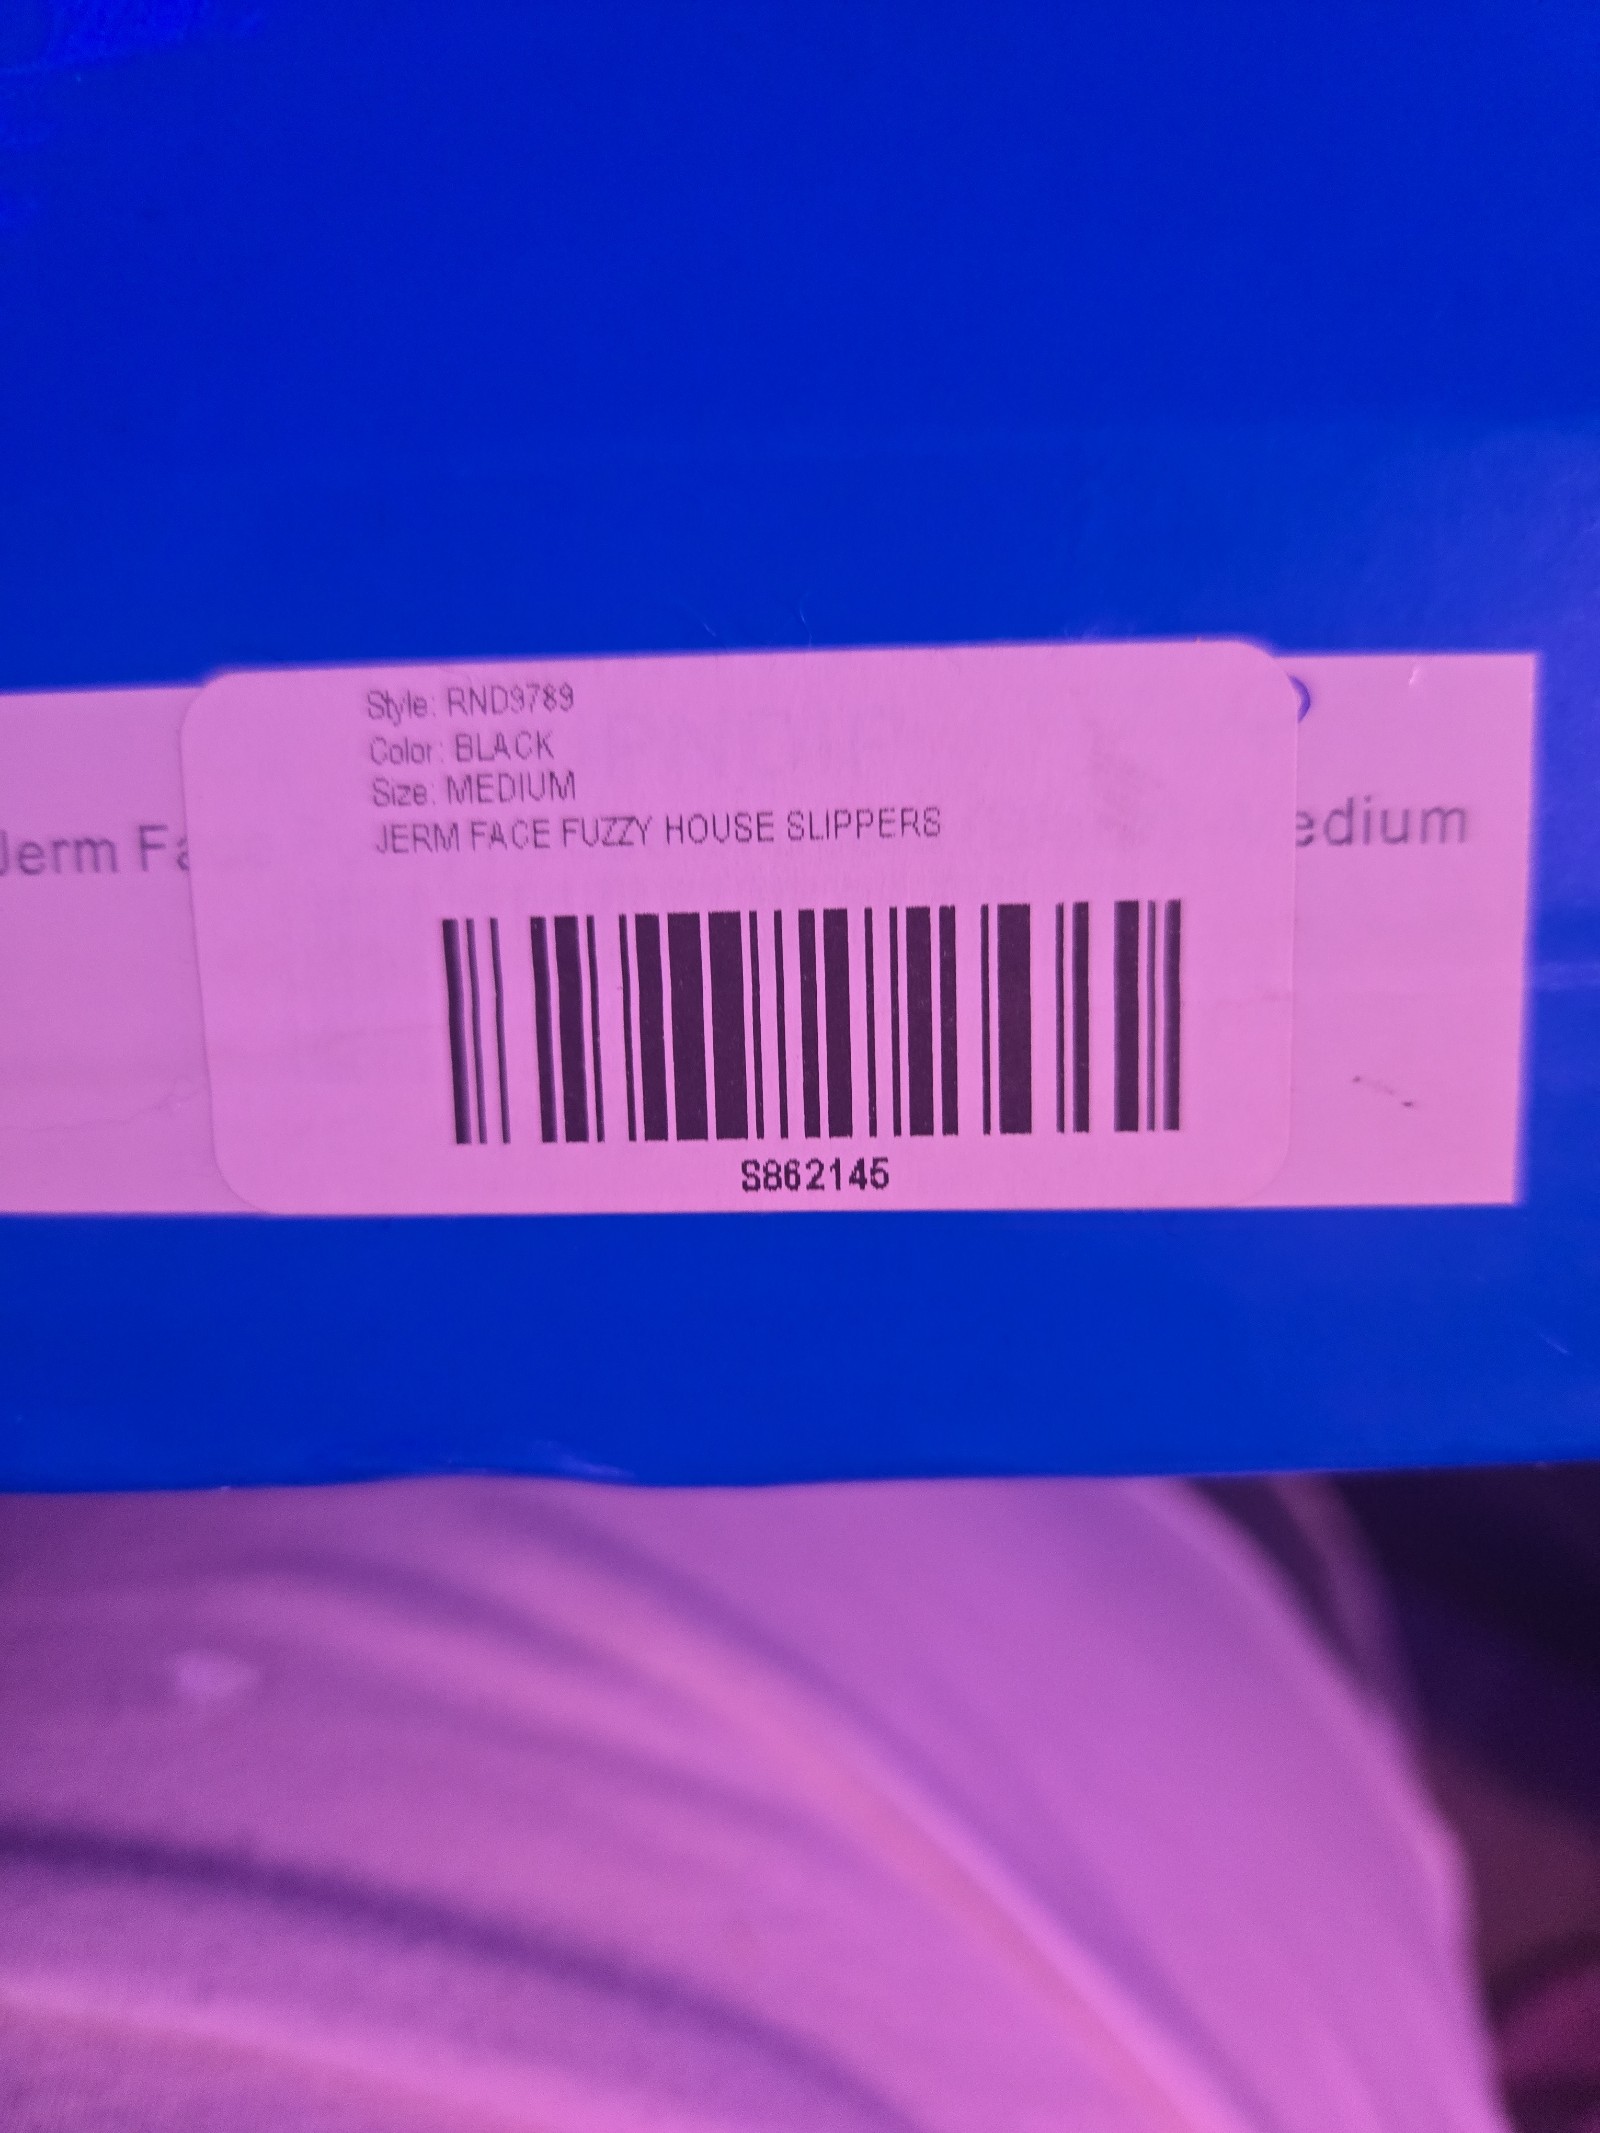 Style: RND9789
Color: BLACK
Size: MEDIUM
JERM FACE FUZZY HOUSE SLIPPERS
Jerm Fa
edium
S862145